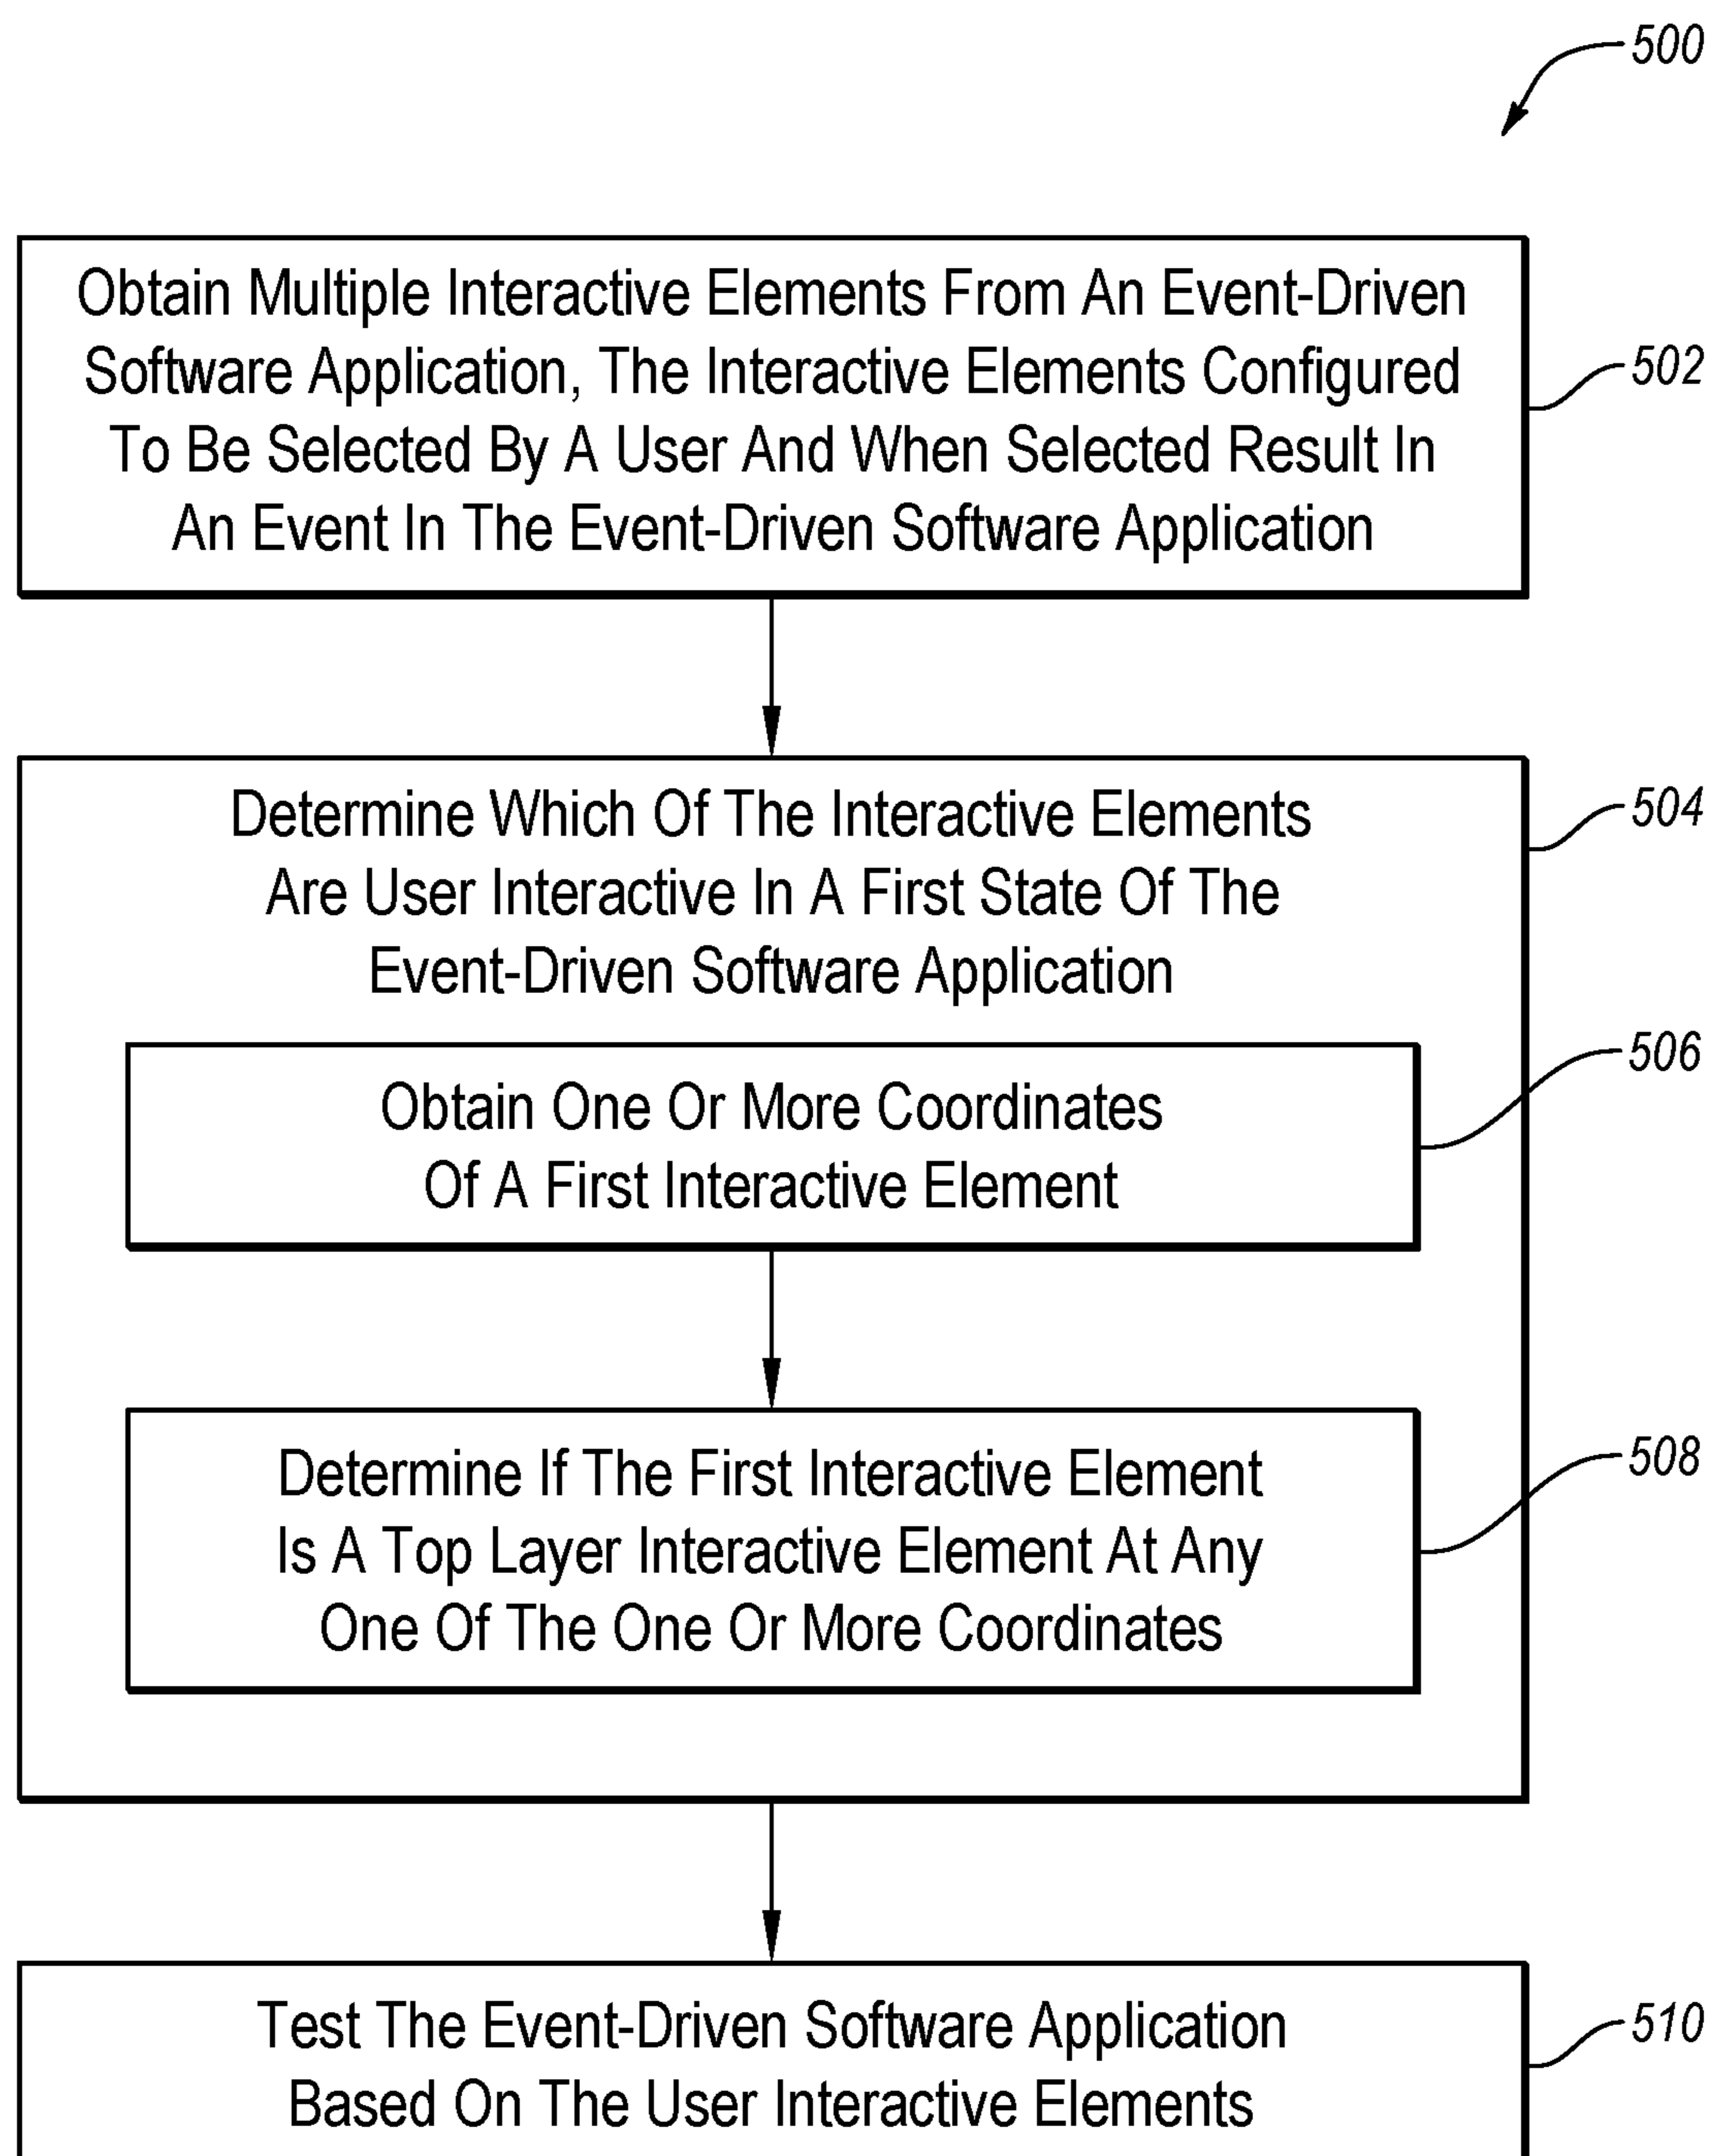 500
Obtain Multiple Interactive Elements From An Event-Driven
Software Application, The Interactive Elements Configured
To Be Selected By A User And When Selected Result In
An Event In The Event-Driven Software Application
502
Determine Which Of The Interactive Elements
Are User Interactive In A First State Of The
Event-Driven Software Application
504
Obtain One Or More Coordinates
Of A First Interactive Element
506
Determine If The First Interactive Element
Is A Top Layer Interactive Element At Any
One Of The One Or More Coordinates
508
Test The Event-Driven Software Application
Based On The User Interactive Elements
510